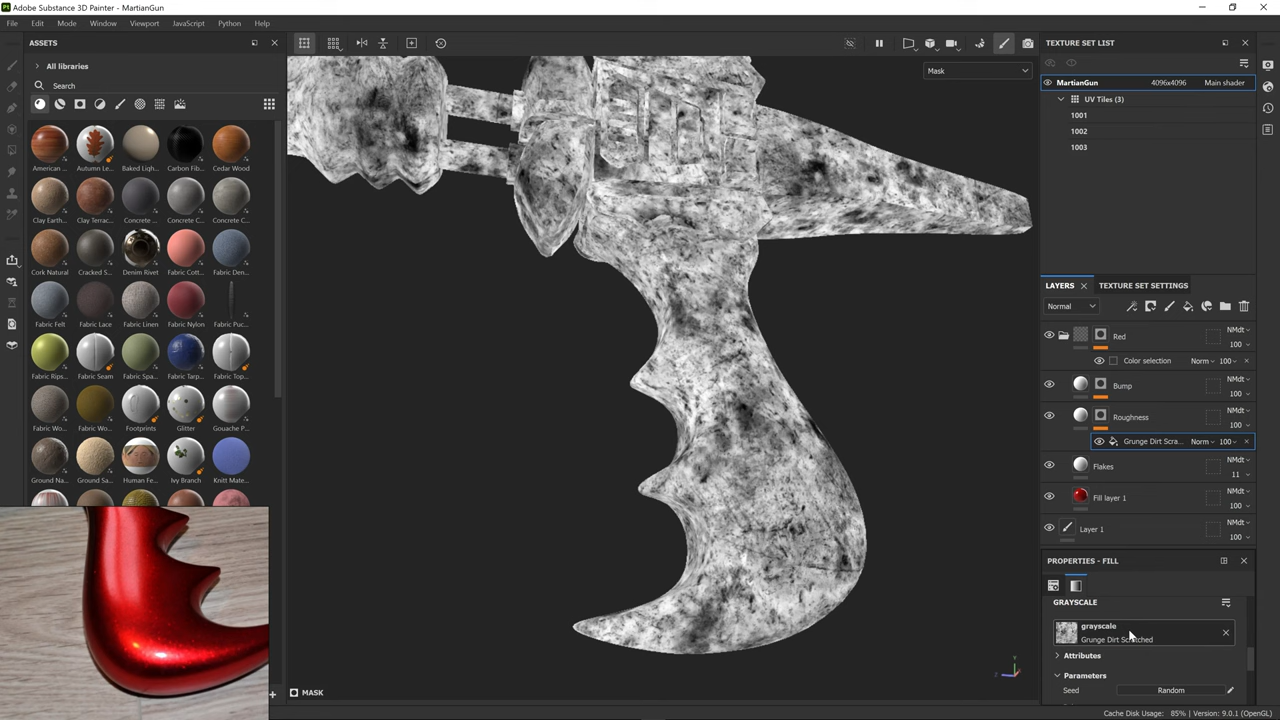 Adobe Substance 3D Painter - MartianGun
File Edit Mode Window Viewport JavaScript Python Help
ASSETS
All libraries
Search
American ... Autumn Le... Baked Ligh... Carbon Fib... Cedar Wood
Clay Earth... Clay Terrac... Concrete ... Concrete C... Concrete C...
Cork Natural Cracked S... Denim Rivet Fabric Cott... Fabric Den...
Fabric Felt Fabric Lace Fabric Linen Fabric Nylon Fabric Puc...
Fabric Rips... Fabric Seam Fabric Spa... Fabric Tarp... Fabric Top...
Fabric Wo... Fabric Wo... Footprints Glitter Gouache P...
Ground Na... Ground Sa... Human Fe... Ivy Branch Knitt Mate...
Mask
MASK
TEXTURE SET LIST
MartianGun 4096x4096 Main shader
UV Tiles (3)
1001
1002
1003
LAYERS TEXTURE SET SETTINGS
Normal
Red NMdt 100
Color selection Norm 100
Bump NMdt 100
Roughness NMdt 100
Grunge Dirt Scra... Norm 100
Flakes NMdt 11
Fill layer 1 NMdt 100
Layer 1 NMdt 100
PROPERTIES - FILL
GRAYSCALE
grayscale
Grunge Dirt Scratched
Attributes
Parameters
Seed Random
Cache Disk Usage: 85% | Version: 9.0.1 (OpenGL)